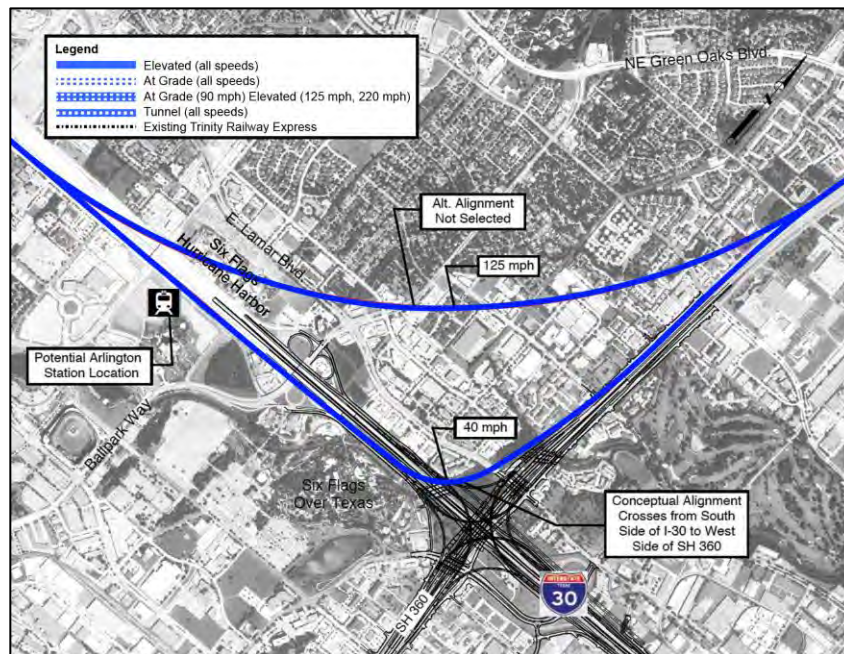 Legend
Elevated (all speeds)
At Grade (all speeds)
At Grade (90 mph) Elevated (125 mph, 220 mph)
Tunnel (all speeds)
Existing Trinity Railway Express
NE Green Oaks Blvd.
Alt. Alignment
Not Selected
E. Lamar Blvd.
125 mph
Six Flags
Hurricane Harbor
Potential Arlington
Station Location
Ballpark Way
40 mph
Six Flags
Over Texas
Conceptual Alignment
Crosses from South
Side of I-30 to West
Side of SH 360
INTERSTATE
TEXAS
30
SH 360